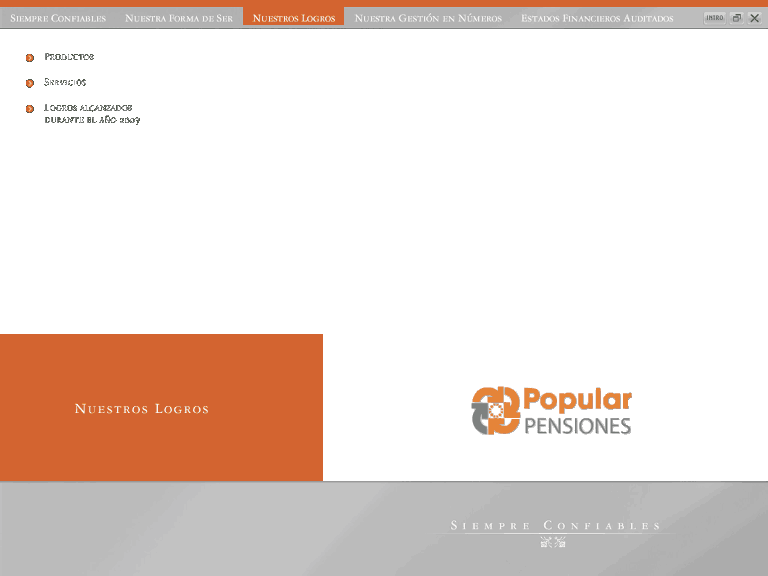 Siempre Confiables
Nuestra Forma de Ser
Nuestros Logros
Nuestra Gestión en Números
Estados Financieros Auditados
INTRO
Productos
Servicios
Logros alcanzados
durante el año 2007
Nuestros Logros
Popular
PENSIONES
Siempre Confiables